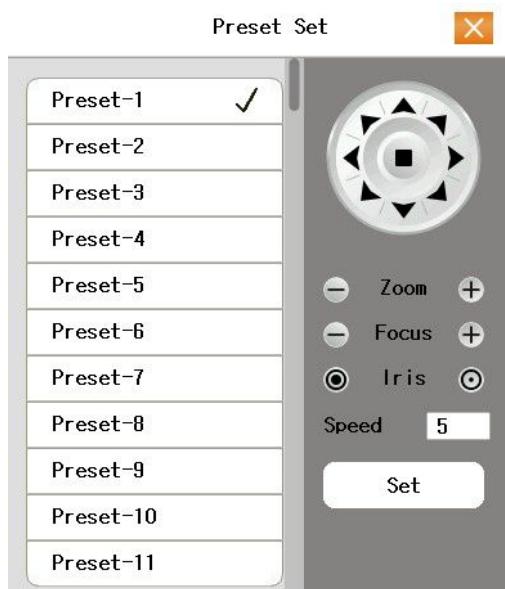 Preset Set
Preset-1
Preset-2
Preset-3
Preset-4
Preset-5
Preset-6
Preset-7
Preset-8
Preset-9
Preset-10
Preset-11
Zoom
Focus
Iris
Speed 5
Set